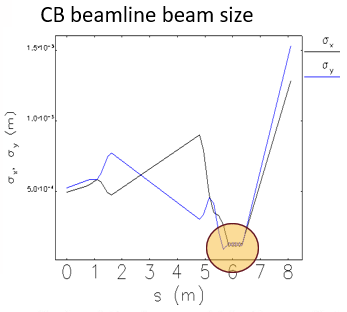 CB beamline beam size
σx
σy
1.5×10⁻³
1.0×10⁻³
5.0×10⁻⁴
σx, σy (m)
0 1 2 3 4 5 6 7 8
s (m)